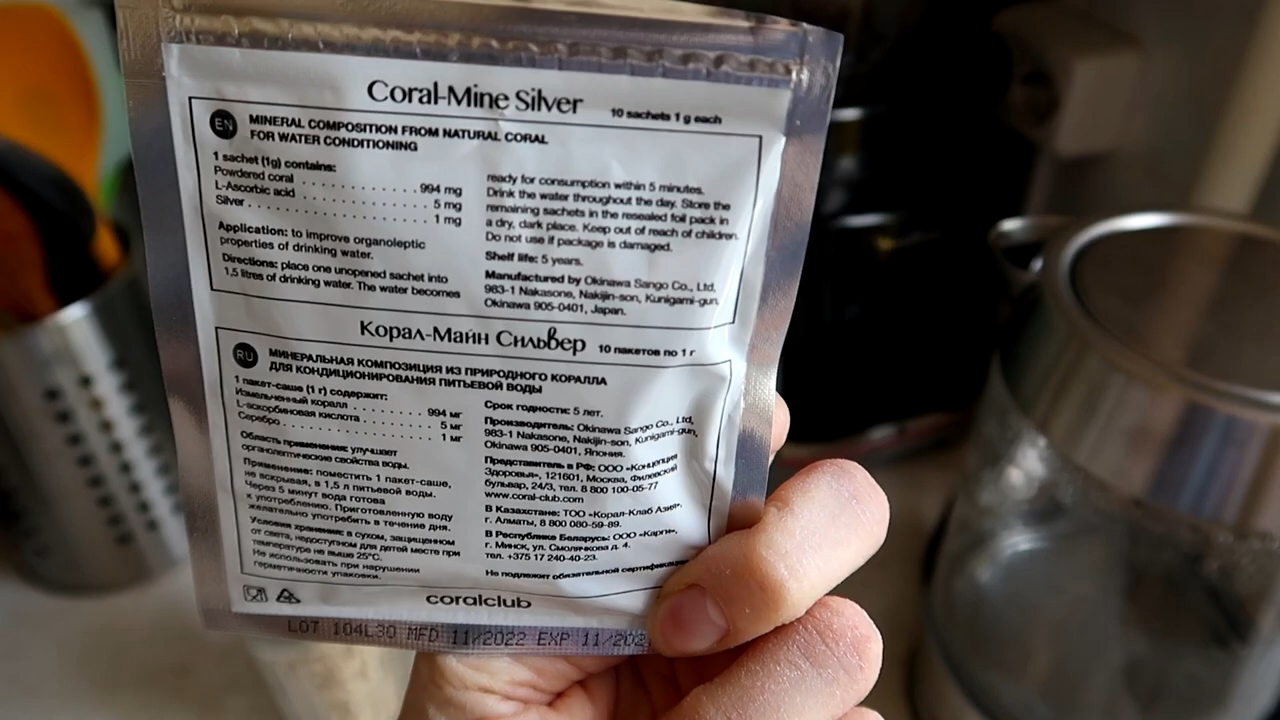 Coral-Mine Silver 10 sachets 1 g each
EN
MINERAL COMPOSITION FROM NATURAL CORAL
FOR WATER CONDITIONING
1 sachet (1g) contains:
Powdered coral . . . . . . . . . . . . 994 mg
L-Ascorbic acid . . . . . . . . . . . . 5 mg
Silver . . . . . . . . . . . . . . . . . 1 mg
Application: to improve organoleptic
properties of drinking water.
Directions: place one unopened sachet into
1,5 litres of drinking water. The water becomes
ready for consumption within 5 minutes.
Drink the water throughout the day. Store the
remaining sachets in the resealed foil pack in
a dry, dark place. Keep out of reach of children.
Do not use if package is damaged.
Shelf life: 5 years.
Manufactured by Okinawa Sango Co., Ltd,
983-1 Nakasone, Nakijin-son, Kunigami-gun,
Okinawa 905-0401, Japan.
Корал-Майн Сильвер 10 пакетов по 1 г
RU
МИНЕРАЛЬНАЯ КОМПОЗИЦИЯ ИЗ ПРИРОДНОГО КОРАЛЛА
ДЛЯ КОНДИЦИОНИРОВАНИЯ ПИТЬЕВОЙ ВОДЫ
1 пакет-саше (1 г) содержит:
Измельченный коралл . . . . . . . . 994 мг
L-аскорбиновая кислота . . . . . . . 5 мг
Серебро . . . . . . . . . . . . . . . . 1 мг
Область применения: улучшает
органолептические свойства воды.
Применение: поместить 1 пакет-саше,
не вскрывая, в 1,5 л питьевой воды.
Через 5 минут вода готова
к употреблению. Приготовленную воду
желательно употребить в течение дня.
Условия хранения: в сухом, защищенном
от света, недоступном для детей месте при
температуре не выше 25°C.
Не использовать при нарушении
герметичности упаковки.
Срок годности: 5 лет.
Производитель: Okinawa Sango Co., Ltd,
983-1 Nakasone, Nakijin-son, Kunigami-gun,
Okinawa 905-0401, Япония.
Представитель в РФ: ООО «Концепция
Здоровья», 121601, Москва, Филевский
бульвар, 24/3, тел. 8 800 100-05-77
www.coral-club.com
В Казахстане: ТОО «Корал-Клаб Азия»,
г. Алматы, 8 800 080-59-89.
В Республике Беларусь: ООО «Карги»,
г. Минск, ул. Смолячкова д. 4.
тел. +375 17 240-40-23.
Не подлежит обязательной
coralclub
LOT 104L30 MFD 11/2022 EXP